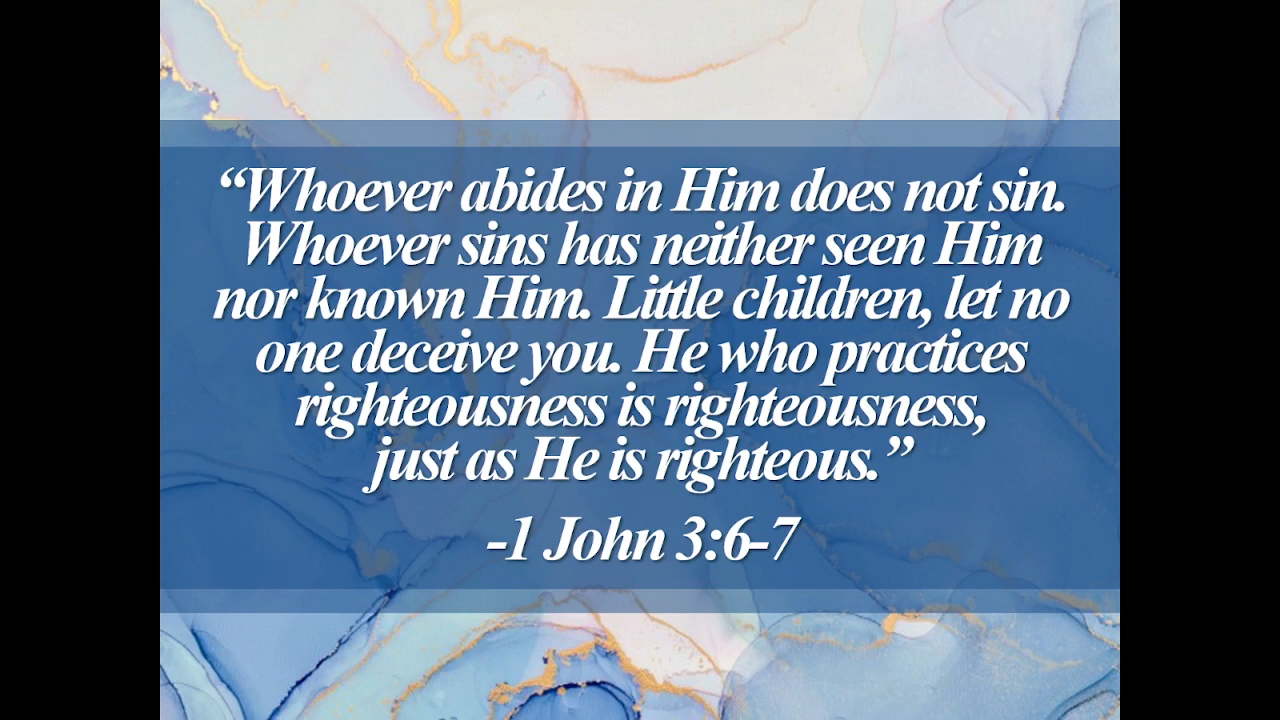 “Whoever abides in Him does not sin.
Whoever sins has neither seen Him
nor known Him. Little children, let no
one deceive you. He who practices
righteousness is righteousness,
just as He is righteous.”
-1 John 3:6-7